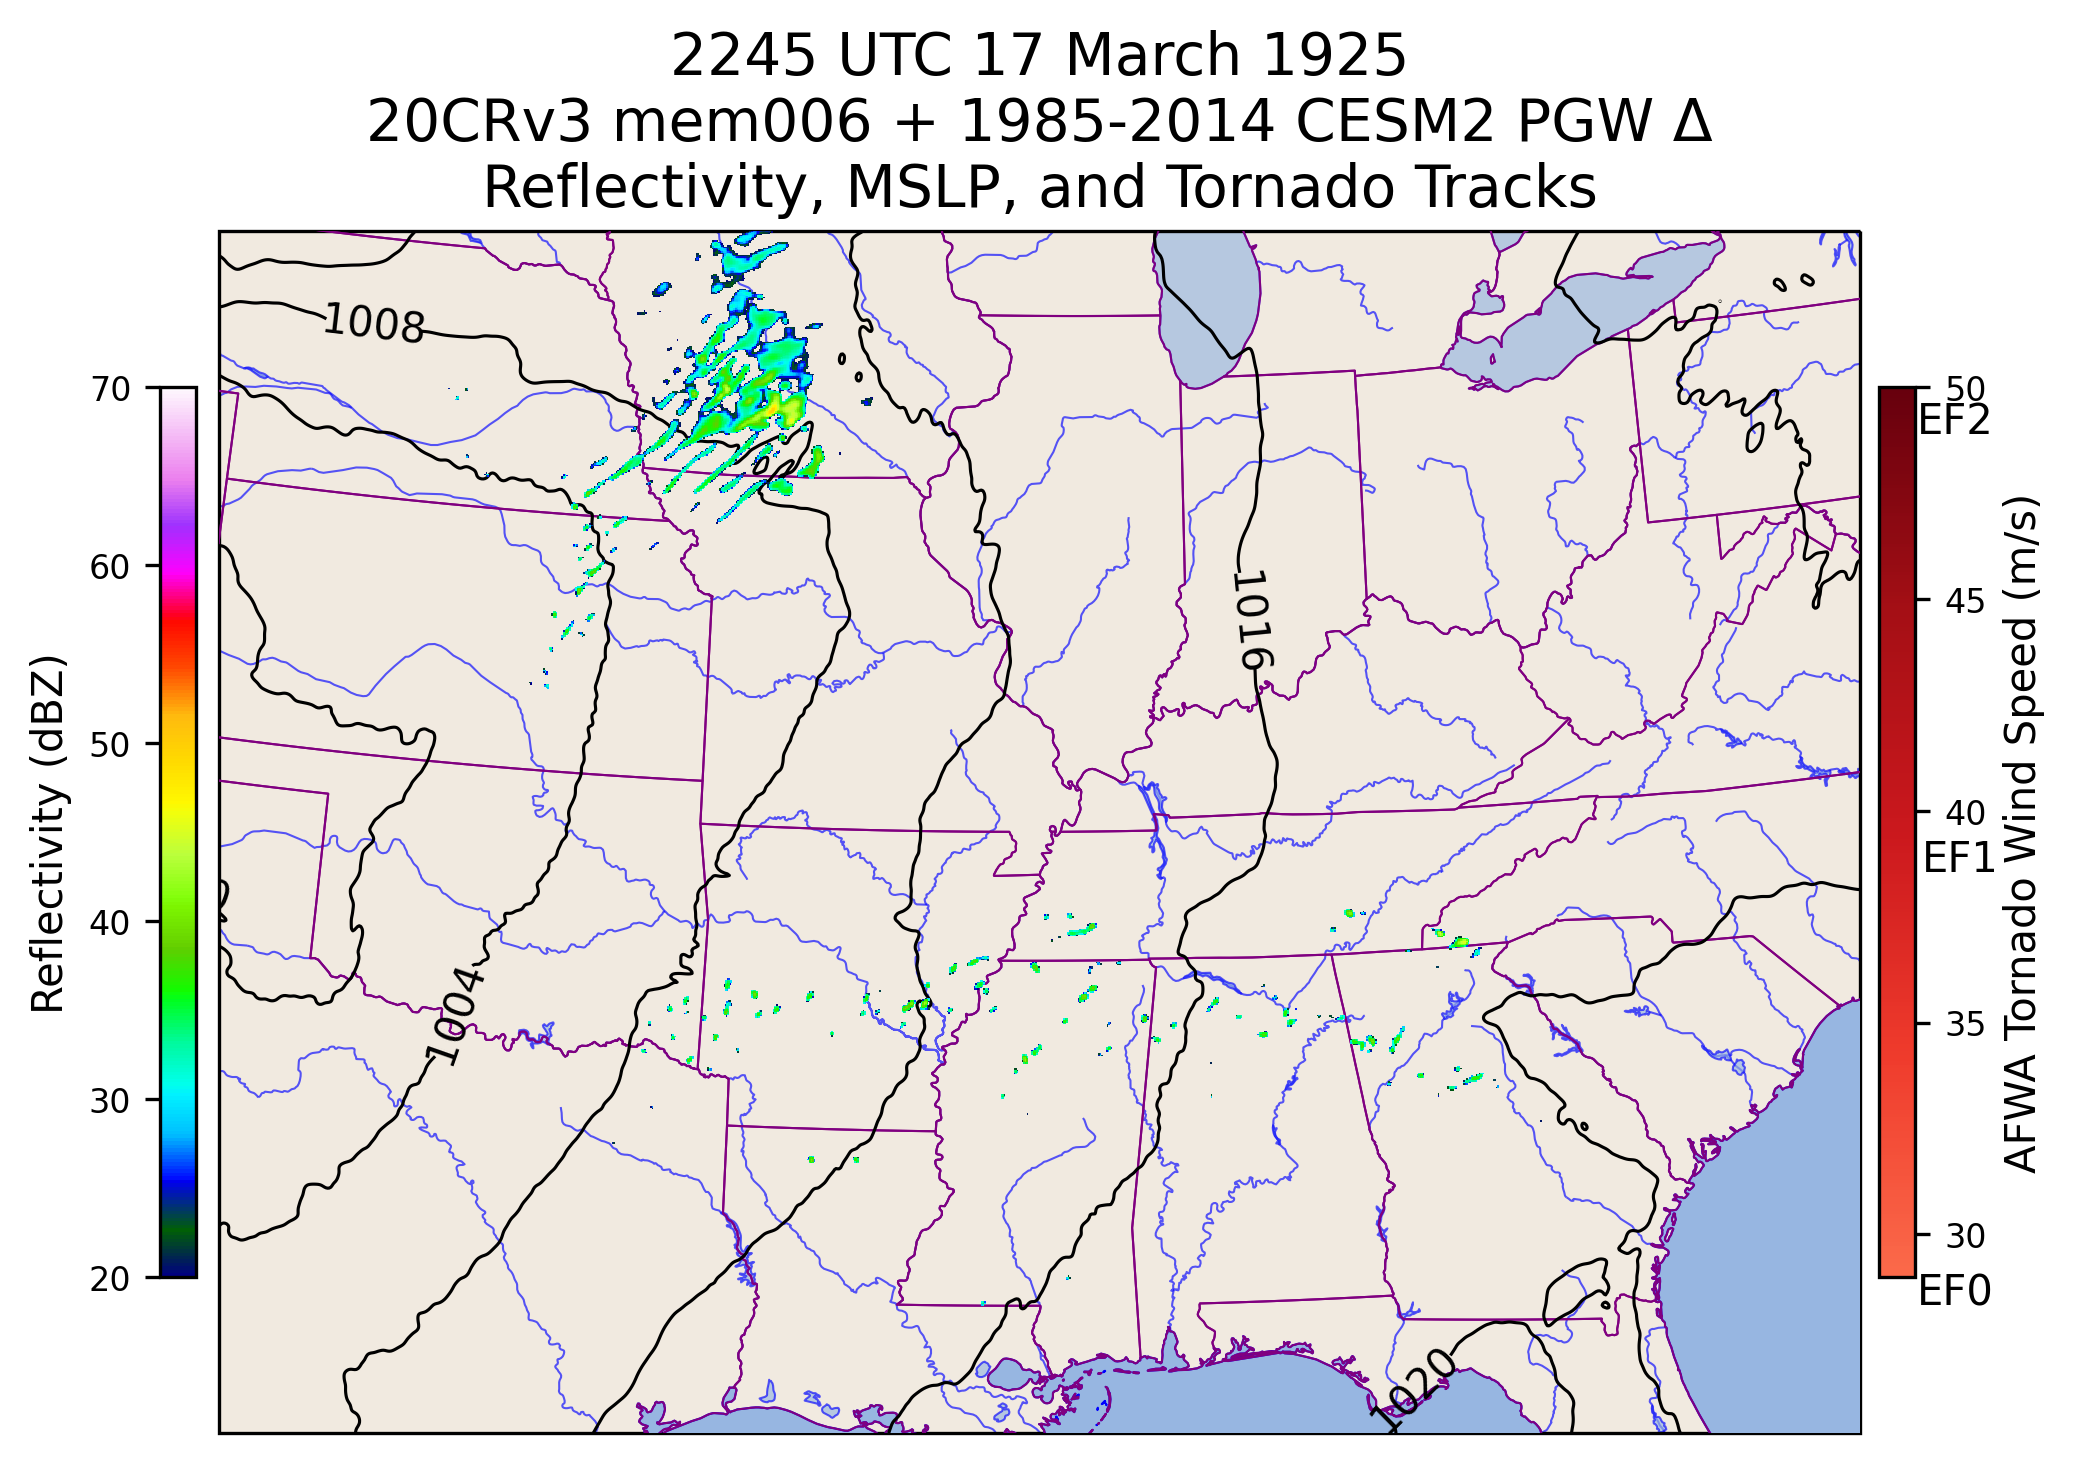 2245 UTC 17 March 1925
20CRv3 mem006 + 1985-2014 CESM2 PGW Δ
Reflectivity, MSLP, and Tornado Tracks
1008
1016
1004
1020
70
60
50
40
30
20
Reflectivity (dBZ)
50
EF2
45
40
EF1
35
30
EF0
AFWA Tornado Wind Speed (m/s)